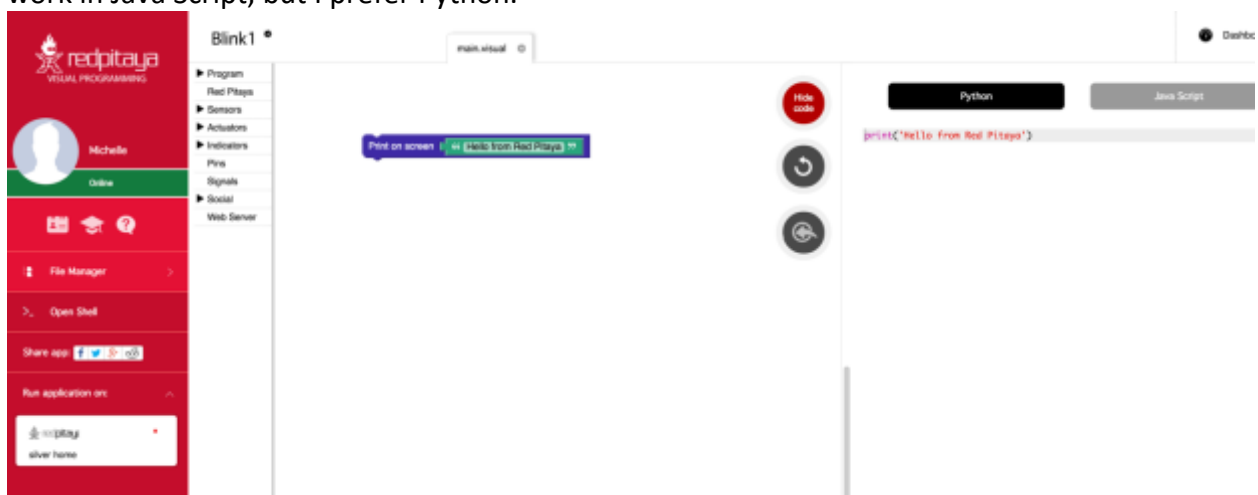 work in Java Script, but I prefer Python.
redpitaya
VISUAL PROGRAMMING
Michelle
Online
File Manager
>_ Open Shell
Share app:
Run application on:
redpitaya
silver home
Blink1
main.visual
Program
Red Pitaya
Sensors
Actuators
Indicators
Pins
Signals
Social
Web Server
Print on screen “ Hello from Red Pitaya ”
Hide
code
Dashbo
Python
Java Script
print('Hello from Red Pitaya')